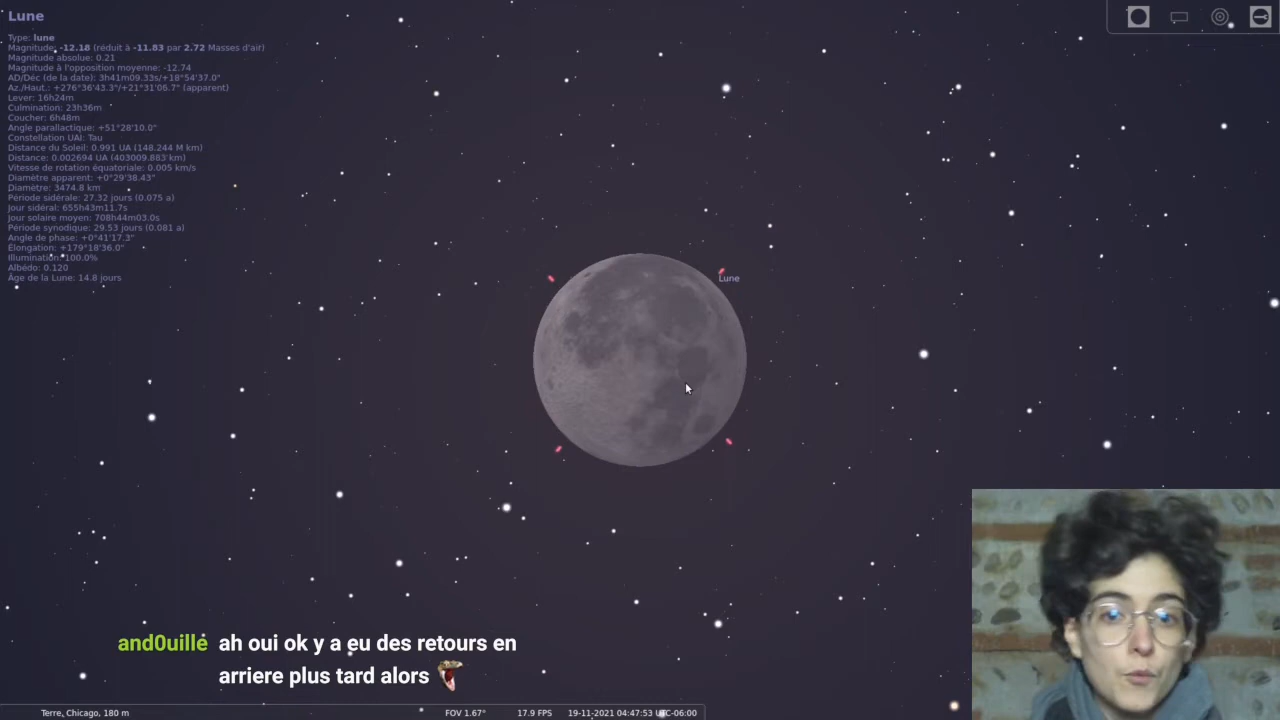 Lune
Type: lune
Magnitude: -12.18 (réduit à -11.83 par 2.72 Masses d'air)
Magnitude absolue: 0.21
Magnitude à l'opposition moyenne: -12.74
AD/Déc (de la date): 3h41m09.33s/+18°54'37.0"
Az./Haut.: +276°36'43.3"/+21°31'06.7" (apparent)
Lever: 16h24m
Culmination: 23h36m
Coucher: 6h48m
Angle parallactique: +51°28'10.0"
Constellation UAI: Tau
Distance du Soleil: 0.991 UA (148.244 M km)
Distance: 0.002694 UA (403009.883 km)
Vitesse de rotation équatoriale: 0.005 km/s
Diamètre apparent: +0°29'38.43"
Diamètre: 3474.8 km
Période sidérale: 27.32 jours (0.075 a)
Jour sidéral: 655h43m11.7s
Jour solaire moyen: 708h44m03.0s
Période synodique: 29.53 jours (0.081 a)
Angle de phase: +0°41'17.3"
Élongation: +179°18'36.0"
Illumination: 100.0%
Albédo: 0.120
Âge de la Lune: 14.8 jours
Lune
and0uille ah oui ok y a eu des retours en
arriere plus tard alors
Terre, Chicago, 180 m FOV 1.67° 17.9 FPS 19-11-2021 04:47:53 UTC-06:00